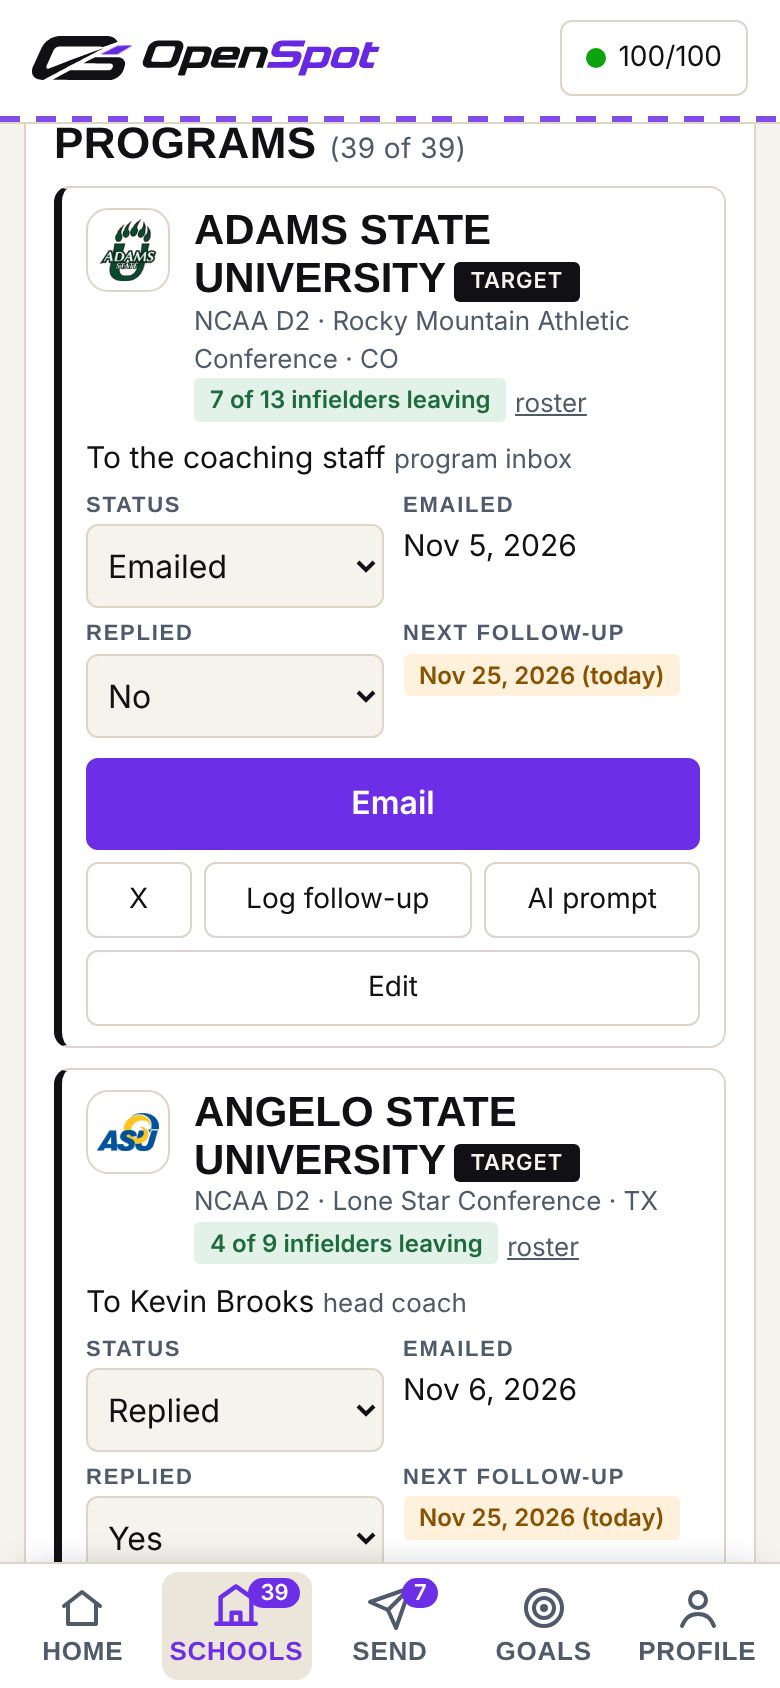 OpenSpot
100/100
PROGRAMS (39 of 39)
ADAMS STATE
ADAMS STATE
UNIVERSITY TARGET
NCAA D2 · Rocky Mountain Athletic
Conference · CO
7 of 13 infielders leaving roster
To the coaching staff program inbox
STATUS EMAILED
Emailed Nov 5, 2026
REPLIED NEXT FOLLOW-UP
No Nov 25, 2026 (today)
Email
X Log follow-up AI prompt
Edit
ASU
ANGELO STATE
UNIVERSITY TARGET
NCAA D2 · Lone Star Conference · TX
4 of 9 infielders leaving roster
To Kevin Brooks head coach
STATUS EMAILED
Replied Nov 6, 2026
REPLIED NEXT FOLLOW-UP
Yes Nov 25, 2026 (today)
39 7
HOME SCHOOLS SEND GOALS PROFILE